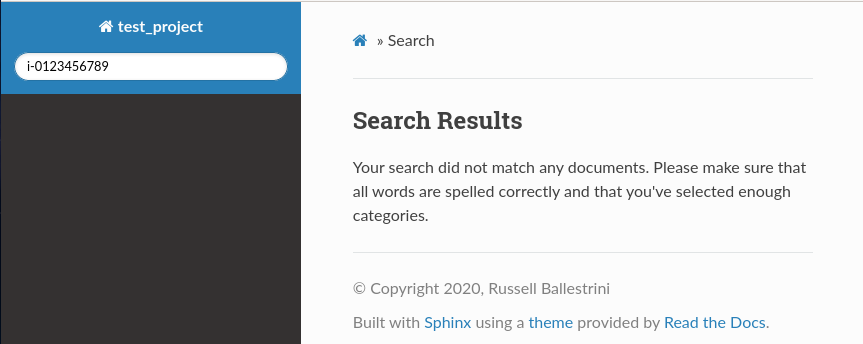 test_project
i-0123456789
» Search
Search Results
Your search did not match any documents. Please make sure that
all words are spelled correctly and that you've selected enough
categories.
© Copyright 2020, Russell Ballestrini
Built with Sphinx using a theme provided by Read the Docs.